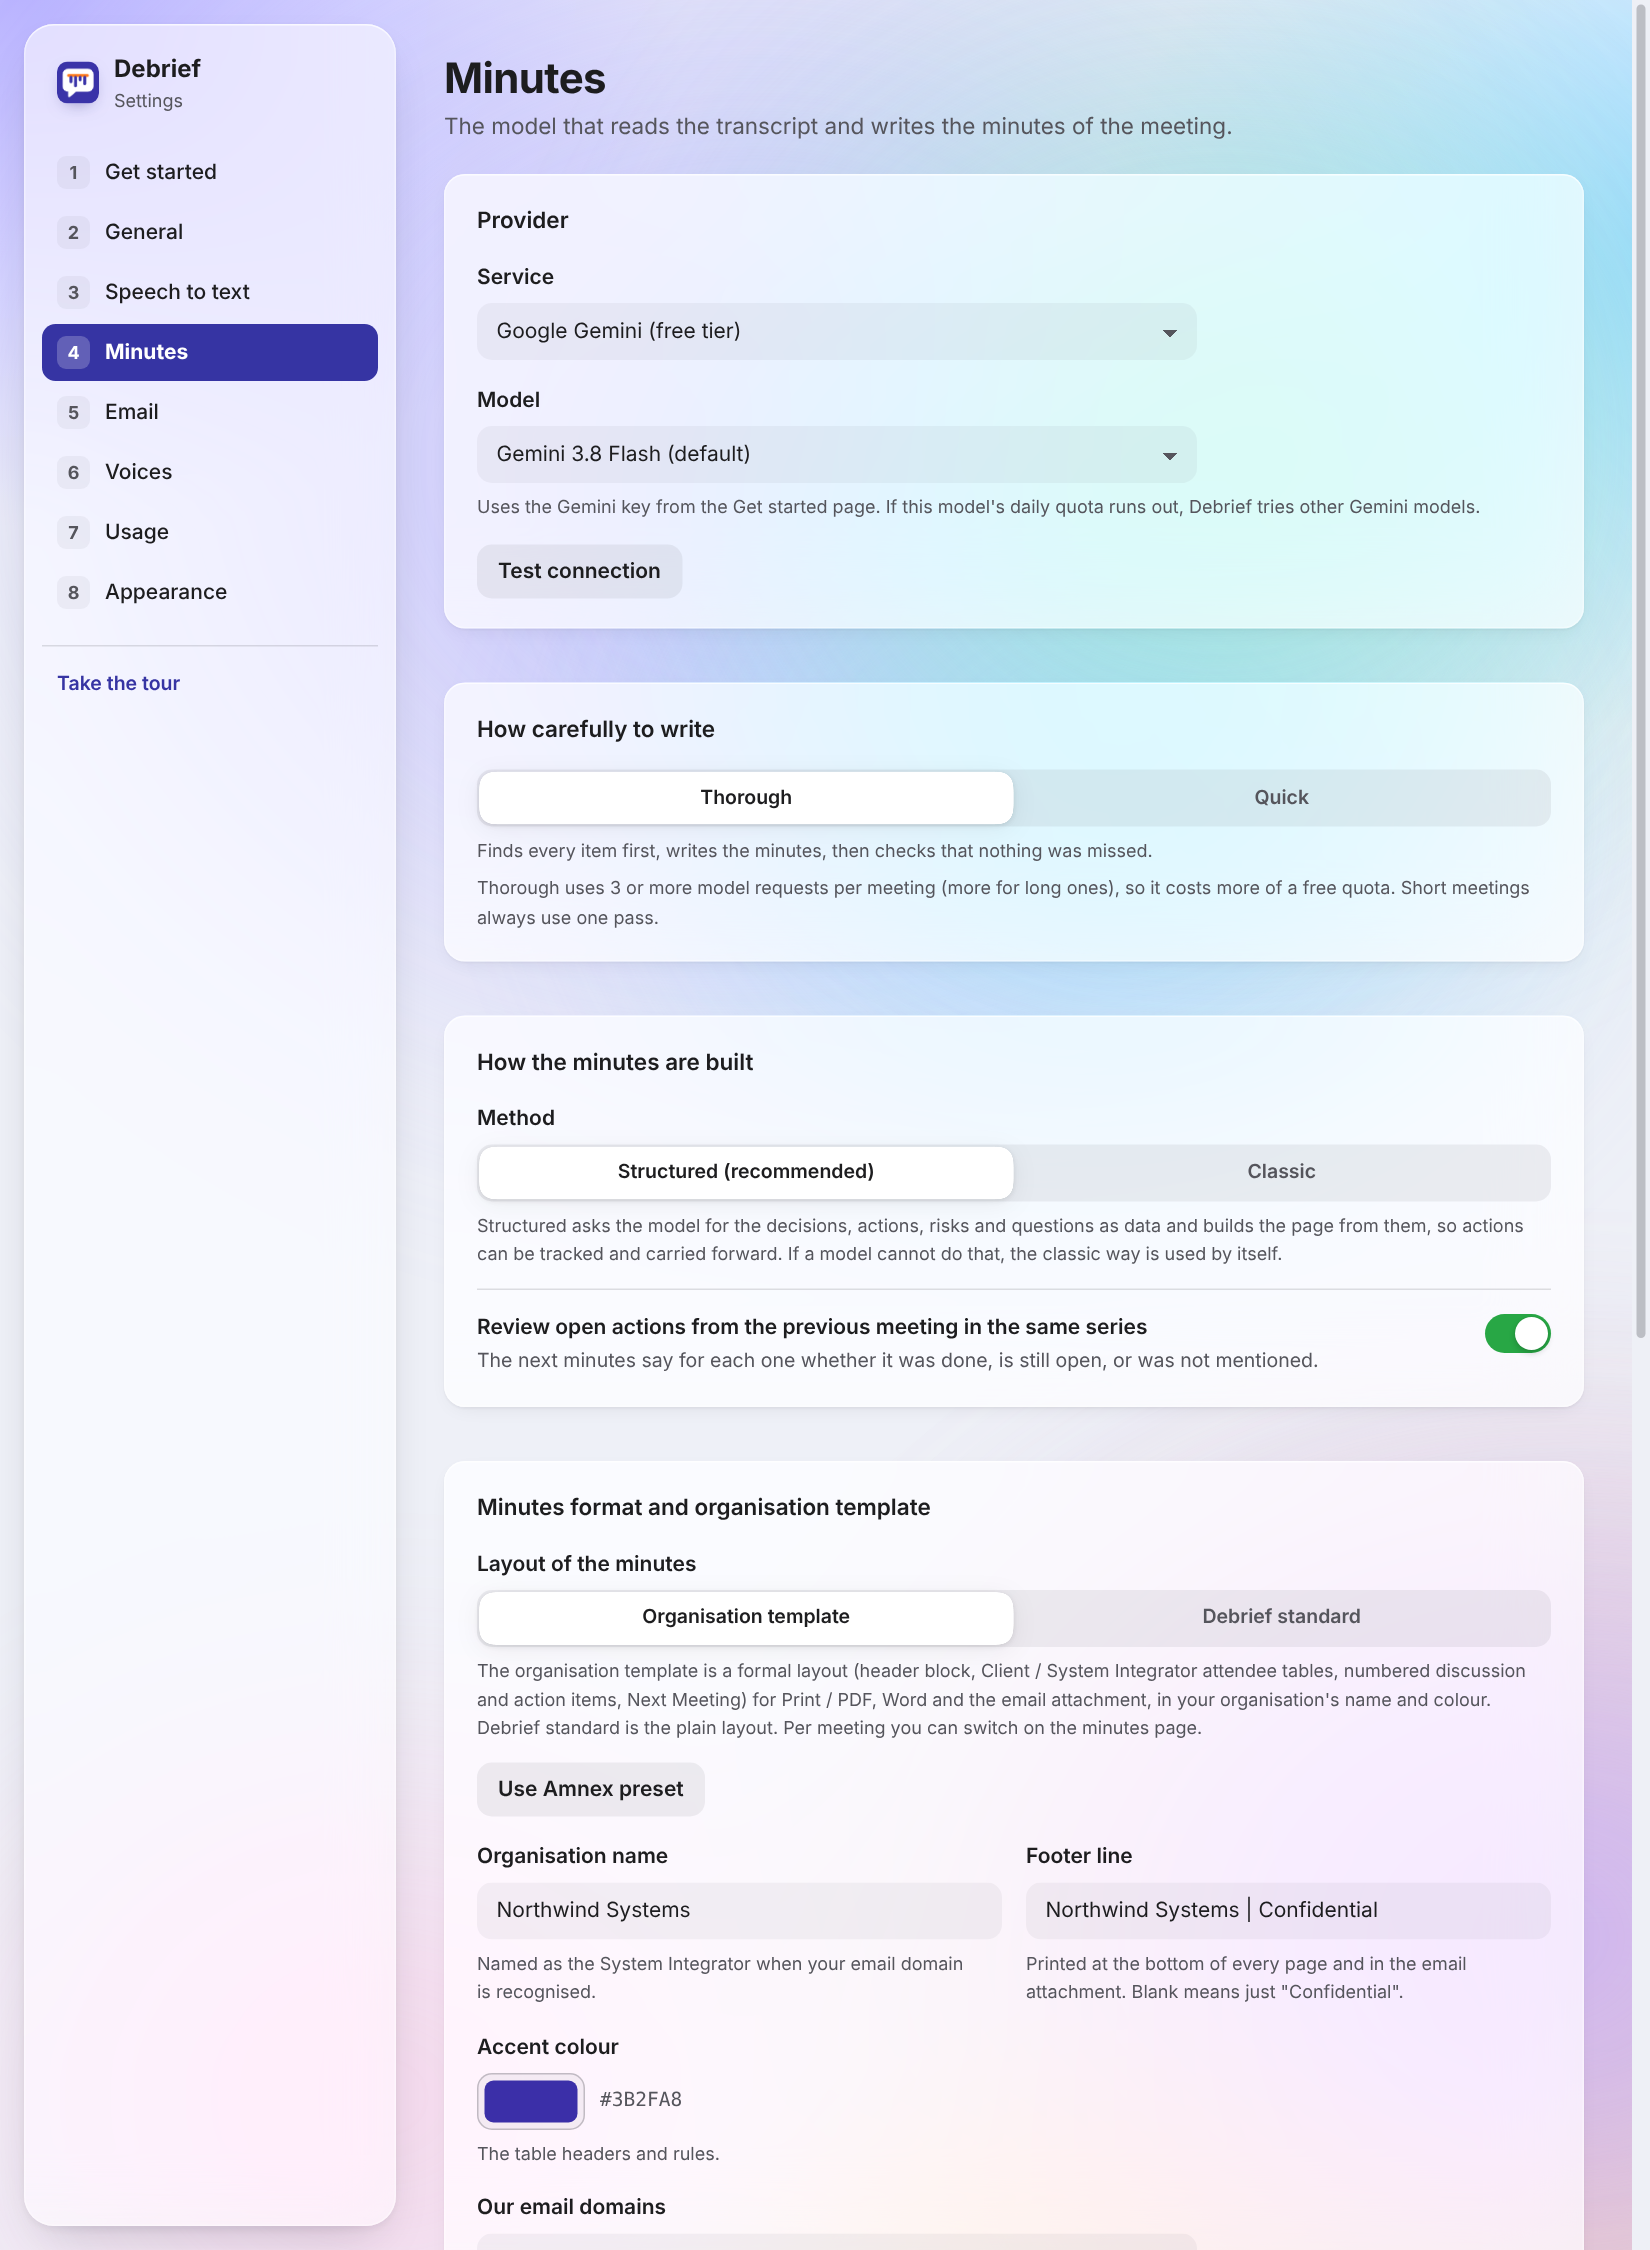 Debrief
Settings
1 Get started
2 General
3 Speech to text
4 Minutes
5 Email
6 Voices
7 Usage
8 Appearance
Take the tour
Minutes
The model that reads the transcript and writes the minutes of the meeting.
Provider
Service
Google Gemini (free tier)
Model
Gemini 3.8 Flash (default)
Uses the Gemini key from the Get started page. If this model's daily quota runs out, Debrief tries other Gemini models.
Test connection
How carefully to write
Thorough Quick
Finds every item first, writes the minutes, then checks that nothing was missed.
Thorough uses 3 or more model requests per meeting (more for long ones), so it costs more of a free quota. Short meetings
always use one pass.
How the minutes are built
Method
Structured (recommended) Classic
Structured asks the model for the decisions, actions, risks and questions as data and builds the page from them, so actions
can be tracked and carried forward. If a model cannot do that, the classic way is used by itself.
Review open actions from the previous meeting in the same series
The next minutes say for each one whether it was done, is still open, or was not mentioned.
Minutes format and organisation template
Layout of the minutes
Organisation template Debrief standard
The organisation template is a formal layout (header block, Client / System Integrator attendee tables, numbered discussion
and action items, Next Meeting) for Print / PDF, Word and the email attachment, in your organisation's name and colour.
Debrief standard is the plain layout. Per meeting you can switch on the minutes page.
Use Amnex preset
Organisation name
Northwind Systems
Named as the System Integrator when your email domain
is recognised.
Footer line
Northwind Systems | Confidential
Printed at the bottom of every page and in the email
attachment. Blank means just "Confidential".
Accent colour
#3B2FA8
The table headers and rules.
Our email domains